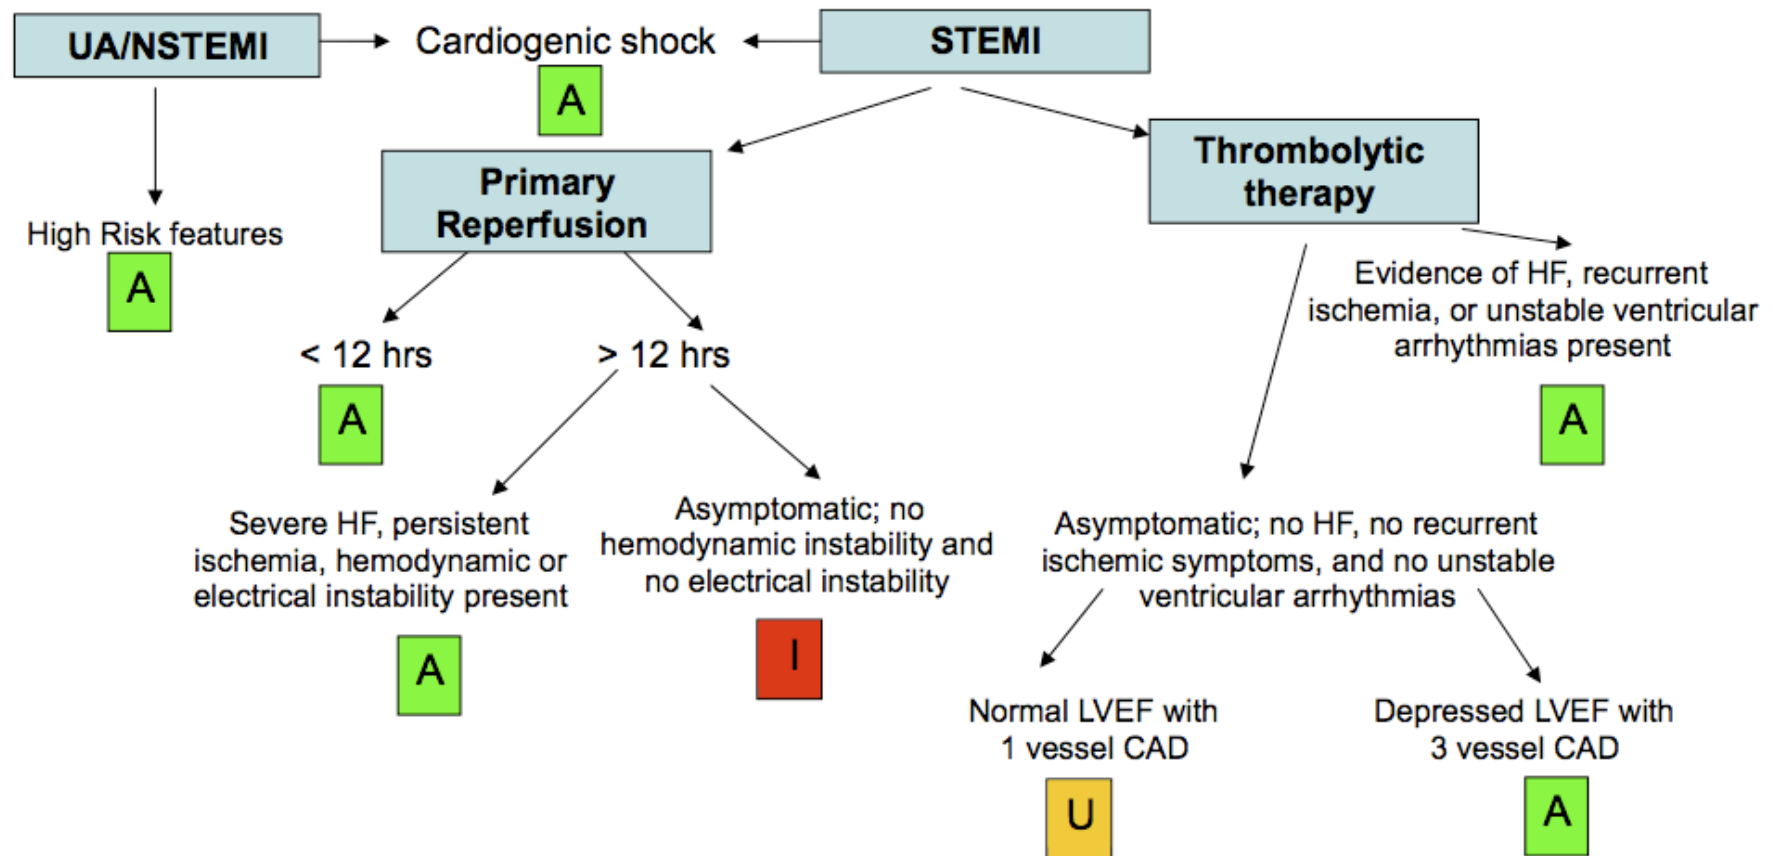 UA/NSTEMI
Cardiogenic shock
A
STEMI
High Risk features
A
Primary
Reperfusion
< 12 hrs
A
> 12 hrs
Severe HF, persistent
ischemia, hemodynamic or
electrical instability present
A
Asymptomatic; no
hemodynamic instability and
no electrical instability
I
Thrombolytic
therapy
Evidence of HF, recurrent
ischemia, or unstable ventricular
arrhythmias present
A
Asymptomatic; no HF, no recurrent
ischemic symptoms, and no unstable
ventricular arrhythmias
Normal LVEF with
1 vessel CAD
U
Depressed LVEF with
3 vessel CAD
A